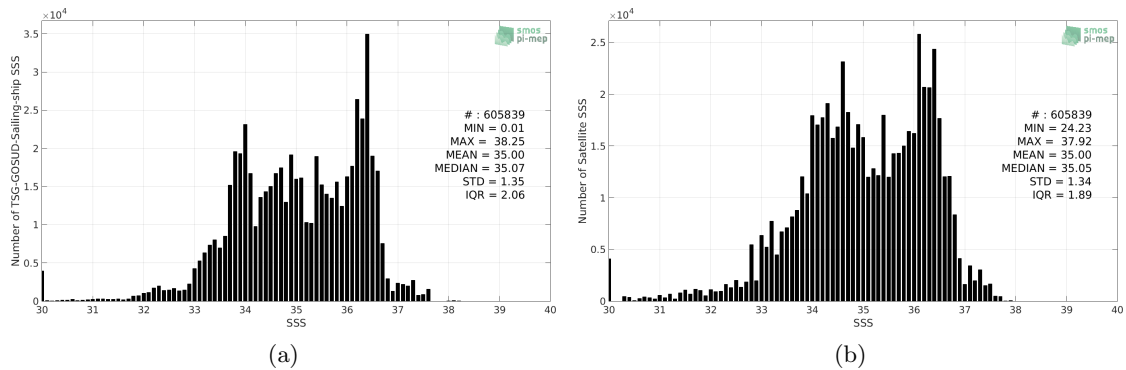 ×10⁴
smos
pi-mep
Number of TSG-GOSUD-Sailing-ship SSS
3.5
3
2.5
2
1.5
1
0.5
0
# : 605839
MIN = 0.01
MAX = 38.25
MEAN = 35.00
MEDIAN = 35.07
STD = 1.35
IQR = 2.06
30 31 32 33 34 35 36 37 38 39 40
SSS
(a)
×10⁴
smos
pi-mep
Number of Satellite SSS
2.5
2
1.5
1
0.5
0
# : 605839
MIN = 24.23
MAX = 37.92
MEAN = 35.00
MEDIAN = 35.05
STD = 1.34
IQR = 1.89
30 31 32 33 34 35 36 37 38 39 40
SSS
(b)